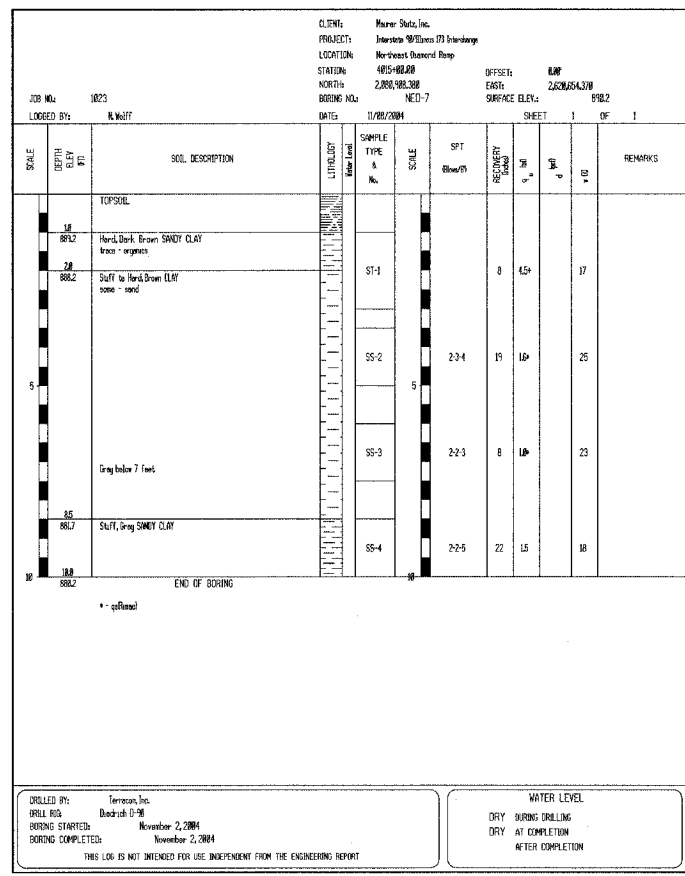 CLIENT: Maurer Stutz, Inc.
PROJECT: Interstate 90/Illinois 173 Interchange
LOCATION: Northeast Diamond Ramp
STATION: 4015+00.00 OFFSET: 0.00'
NORTH: 2,080,908.380 EAST: 2,620,654.370
JOB NO.: 1023 BORING NO.: NED-7 SURFACE ELEV.: 890.2
LOGGED BY: N. Wolff DATE: 11/08/2004 SHEET 1 OF 1
SCALE DEPTH ELEV (FT) SOIL DESCRIPTION LITHOLOGY Water Level SAMPLE TYPE & No. SCALE SPT (Blows/6") RECOVERY (inches) q u (tsf) γ d (pcf) w (%) REMARKS
TOPSOIL
1.0
889.2 Hard, Dark Brown SANDY CLAY
trace - organics
2.0
888.2 Stiff to Hard, Brown CLAY
some - sand
ST-1 8 4.5+ 17
SS-2 2-3-4 19 1.6* 26
5 5
SS-3 2-2-3 8 1.0* 23
Gray below 7 feet
8.5
881.7 Stiff, Gray SANDY CLAY
SS-4 2-2-5 22 1.5 18
10 10.0 10
880.2 END OF BORING
* - qu(Rimac)
DRILLED BY: Terracon, Inc.
DRILL RIG: Diedrich D-90
BORING STARTED: November 2, 2004
BORING COMPLETED: November 2, 2004
THIS LOG IS NOT INTENDED FOR USE INDEPENDENT FROM THE ENGINEERING REPORT
WATER LEVEL
DRY DURING DRILLING
DRY AT COMPLETION
AFTER COMPLETION